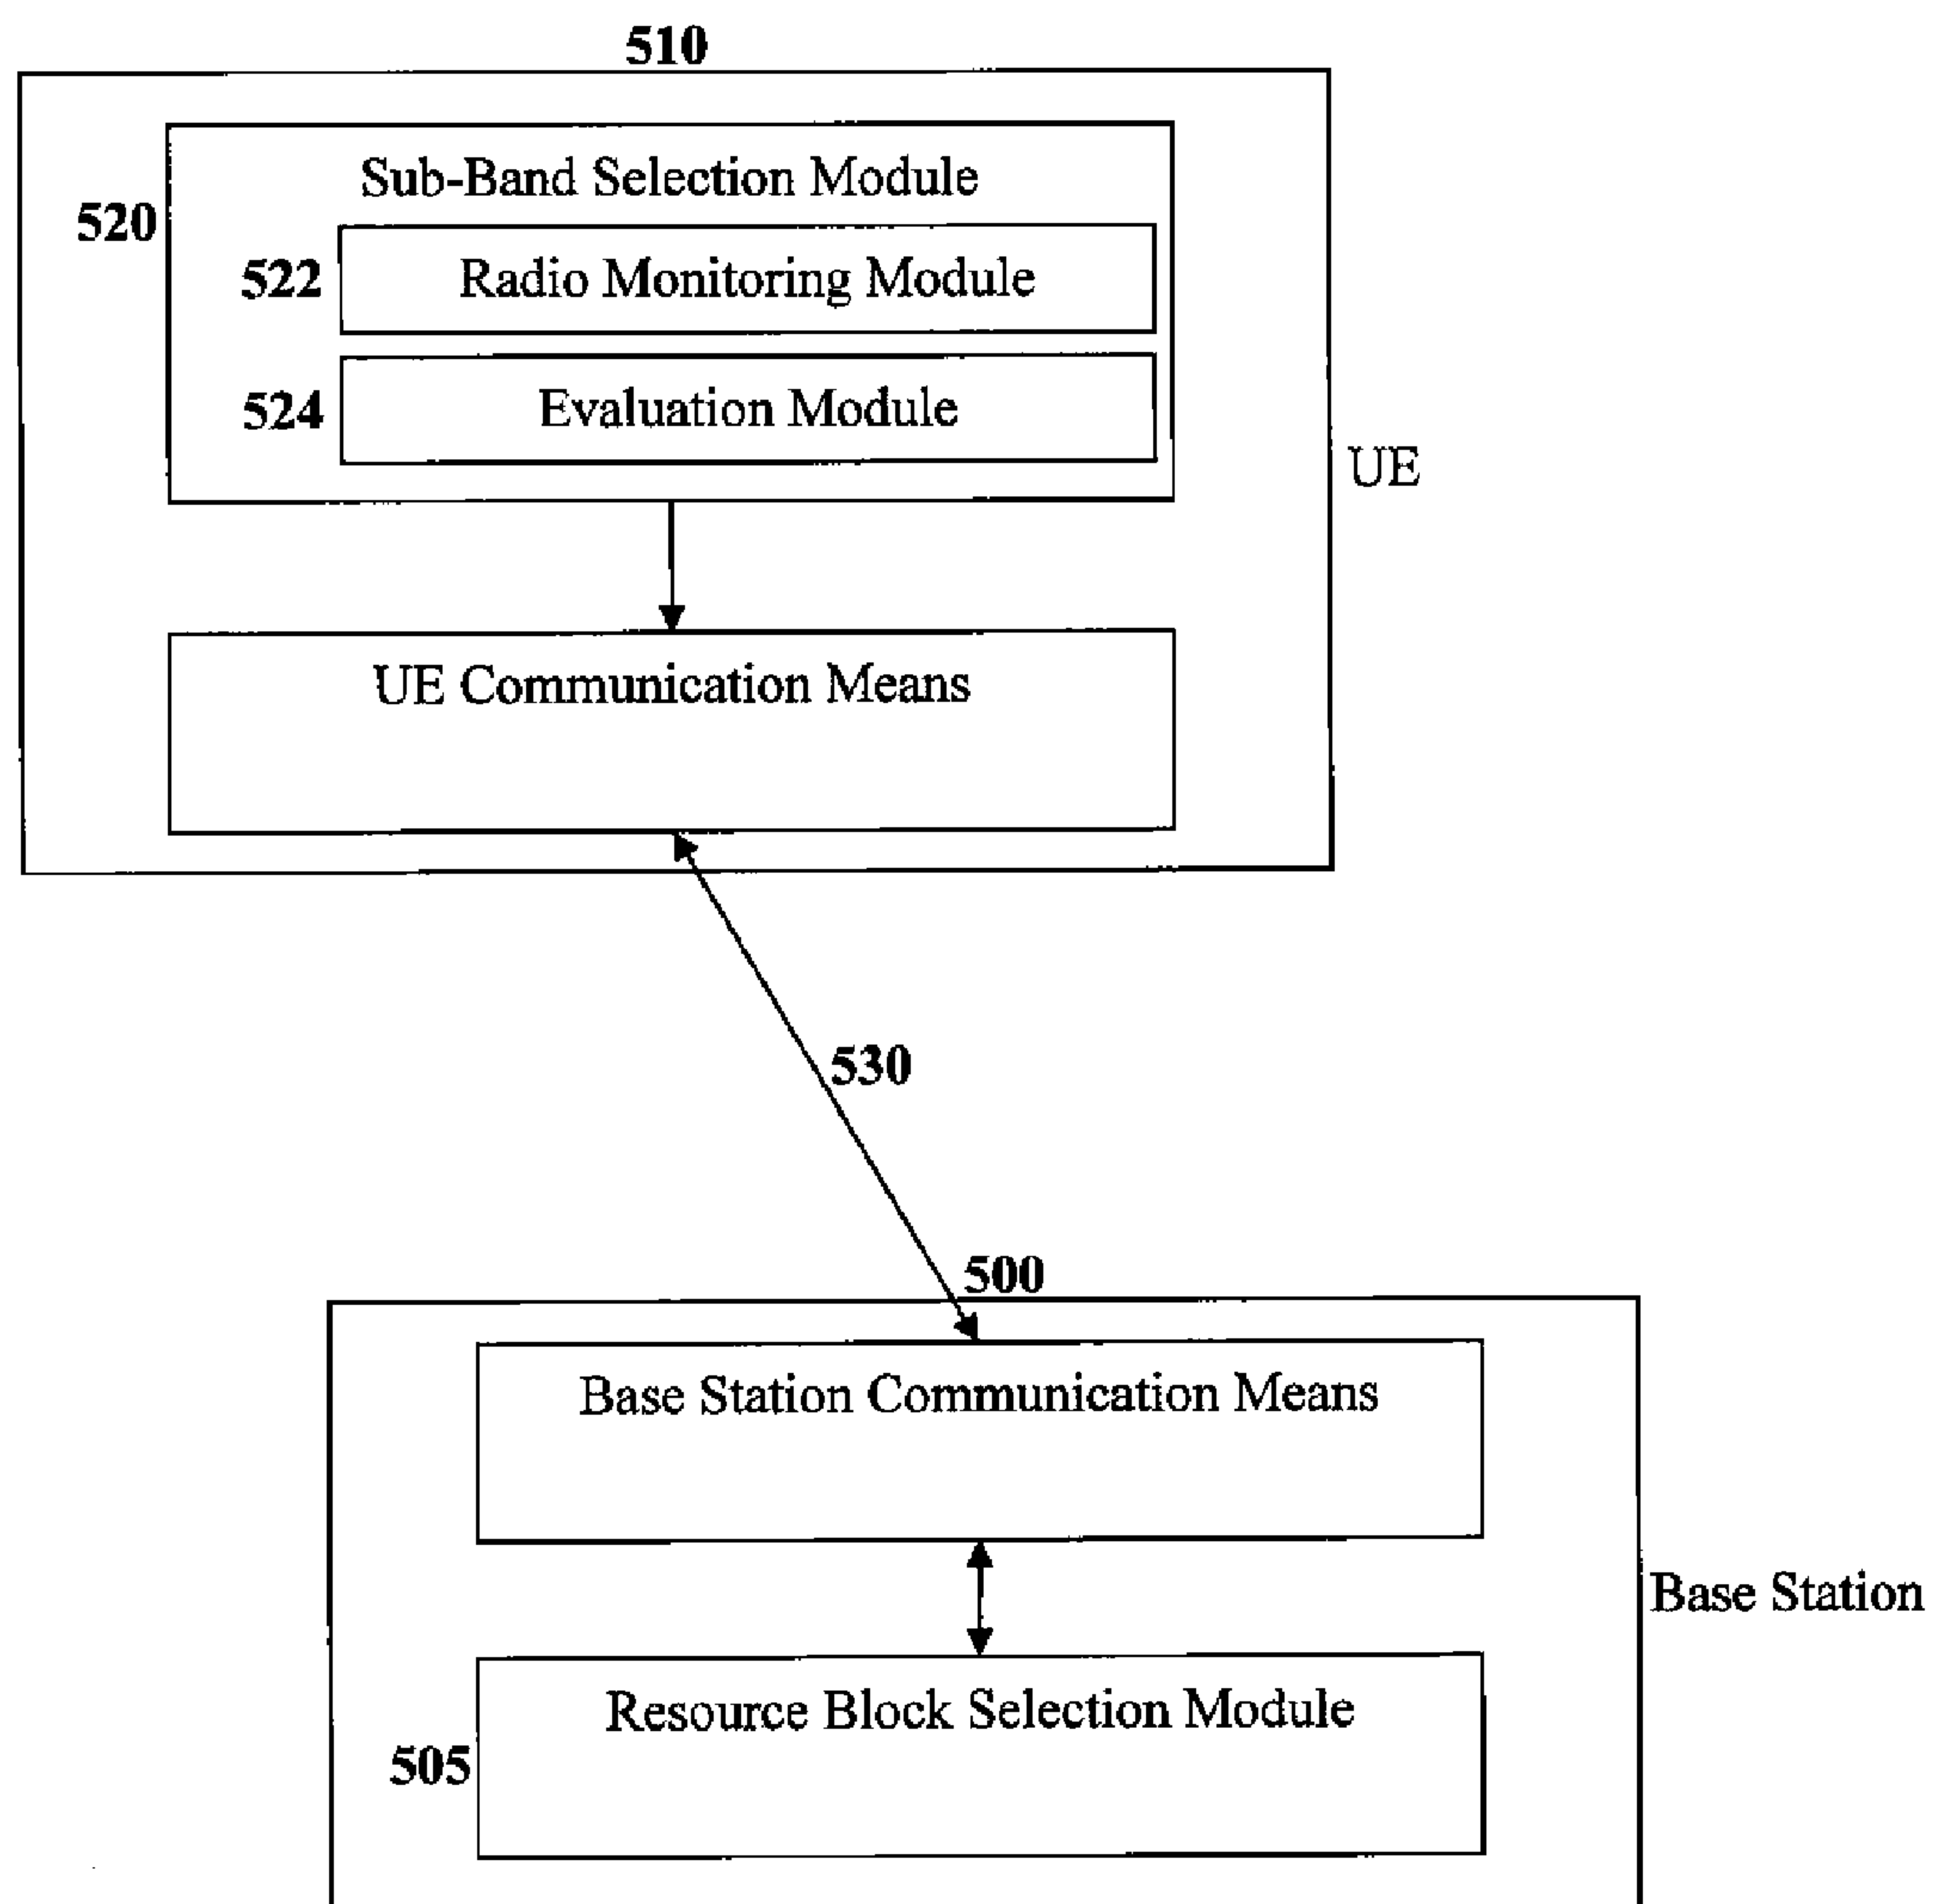 510
Sub-Band Selection Module
520
522
Radio Monitoring Module
524
Evaluation Module
UE
UE Communication Means
530
500
Base Station Communication Means
Base Station
Resource Block Selection Module
505